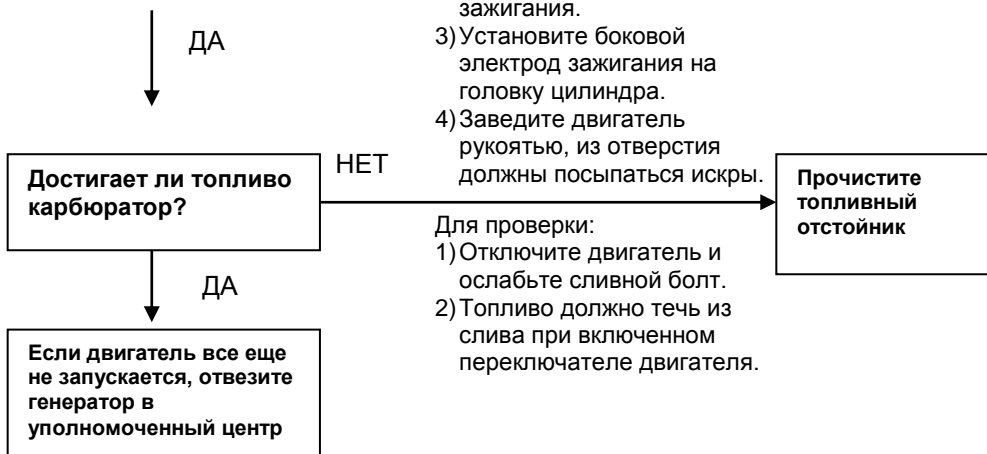 зажигания.
ДА
3) Установите боковой
электрод зажигания на
головку цилиндра.
4) Заведите двигатель
рукоятью, из отверстия
должны посыпаться искры.
Достигает ли топливо
карбюратор?
НЕТ
Прочистите
топливный
отстойник
Для проверки:
1) Отключите двигатель и
ослабьте сливной болт.
2) Топливо должно течь из
слива при включенном
переключателе двигателя.
ДА
Если двигатель все еще
не запускается, отвезите
генератор в
уполномоченный центр